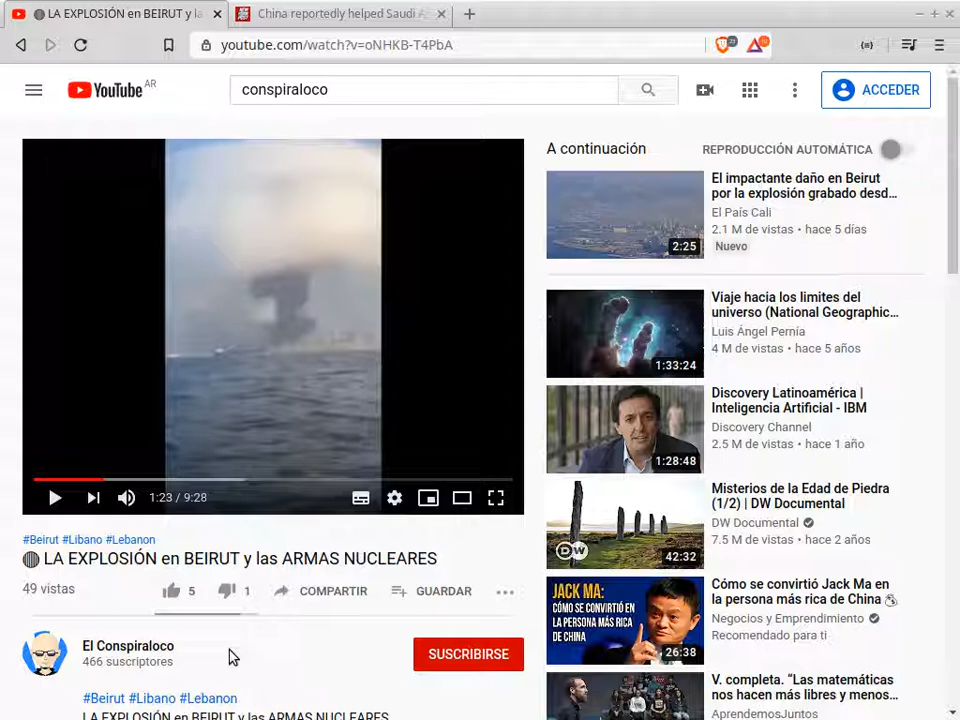 LA EXPLOSIÓN en BEIRUT y la
China reportedly helped Saudi A
youtube.com/watch?v=oNHKB-T4PbA
YouTube AR
conspiraloco
ACCEDER
1:23 / 9:28
#Beirut #Libano #Lebanon
LA EXPLOSIÓN en BEIRUT y las ARMAS NUCLEARES
49 vistas
5
1
COMPARTIR
GUARDAR
El Conspiraloco
466 suscriptores
SUSCRIBIRSE
#Beirut #Libano #Lebanon
LA EXPLOSIÓN en BEIRUT y las ARMAS NUCLEARES
A continuación
REPRODUCCIÓN AUTOMÁTICA
2:25
El impactante daño en Beirut
por la explosión grabado desd...
El País Cali
2.1 M de vistas • hace 5 días
Nuevo
1:33:24
Viaje hacia los limites del
universo (National Geographic...
Luis Ángel Pernía
4 M de vistas • hace 5 años
1:28:48
Discovery Latinoamérica |
Inteligencia Artificial - IBM
Discovery Channel
2.5 M de vistas • hace 1 año
DW
42:32
Misterios de la Edad de Piedra
(1/2) | DW Documental
DW Documental
7.5 M de vistas • hace 2 años
JACK MA:
CÓMO SE CONVIRTIÓ EN
LA PERSONA MÁS RICA
DE CHINA
26:38
Cómo se convirtió Jack Ma en
la persona más rica de China
Negocios y Emprendimiento
Recomendado para ti
V. completa. “Las matemáticas
nos hacen más libres y menos...
AprendemosJuntos